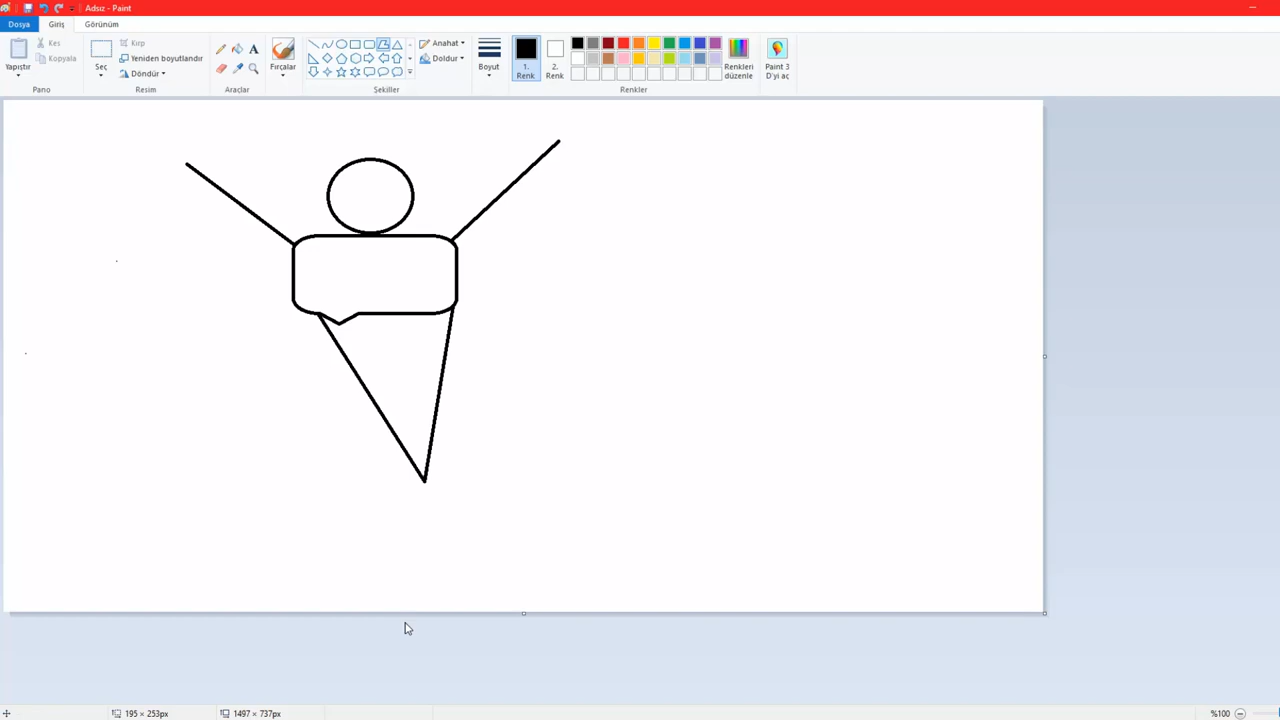 Adsız - Paint
Dosya Giriş Görünüm
Yapıştır
Kes
Kopyala
Pano
Seç
Kırp
Yeniden boyutlandır
Döndür
Resim
A
Araçlar
Fırçalar
Anahat
Doldur
Şekiller
Boyut
1.
Renk
2.
Renk
Renkleri
düzenle
Renkler
Paint 3
D'yi aç
195 × 253px
1497 × 737px
%100